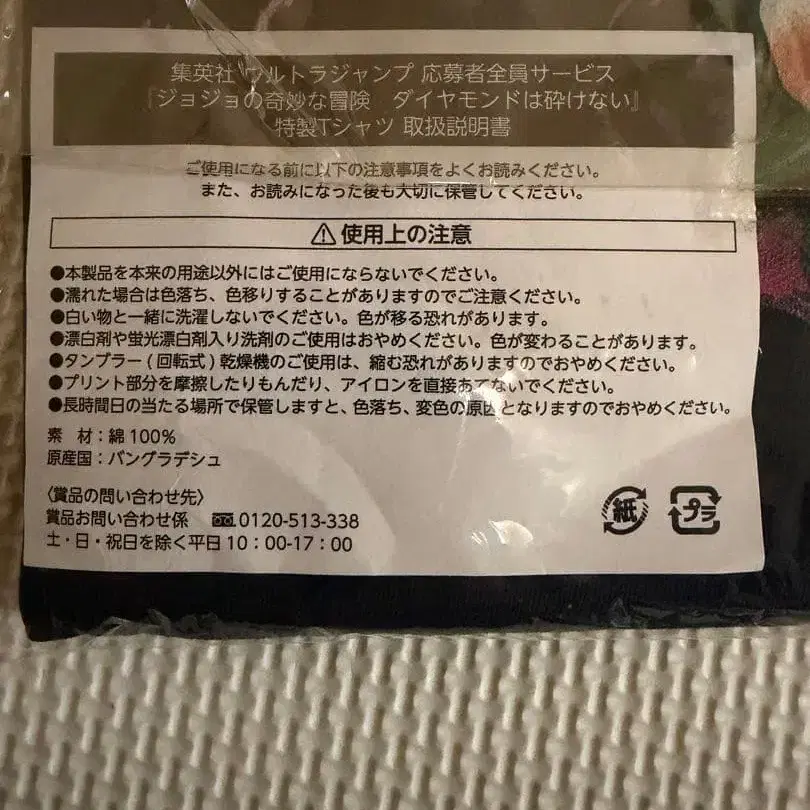 集英社 ウルトラジャンプ 応募者全員サービス
『ジョジョの奇妙な冒険 ダイヤモンドは砕けない』
特製Tシャツ 取扱説明書
ご使用になる前に以下の注意事項をよくお読みください。
また、お読みになった後も大切に保管してください。
⚠使用上の注意
●本製品を本来の用途以外にはご使用にならないでください。
●濡れた場合は色落ち、色移りすることがありますのでご注意ください。
●白い物と一緒に洗濯しないでください。色が移る恐れがあります。
●漂白剤や蛍光漂白剤入り洗剤のご使用はおやめください。色が変わることがあります。
●タンブラー(回転式)乾燥機のご使用は、縮む恐れがありますのでおやめください。
●プリント部分を摩擦したりもんだり、アイロンを直接あてないでください。
●長時間日の当たる場所で保管しますと、色落ち、変色の原因となりますのでおやめください。
素 材：綿100%
原産国：バングラデシュ
〈賞品の問い合わせ先〉
賞品お問い合わせ係 0120-513-338
土・日・祝日を除く平日10：00-17：00
紙 プラ